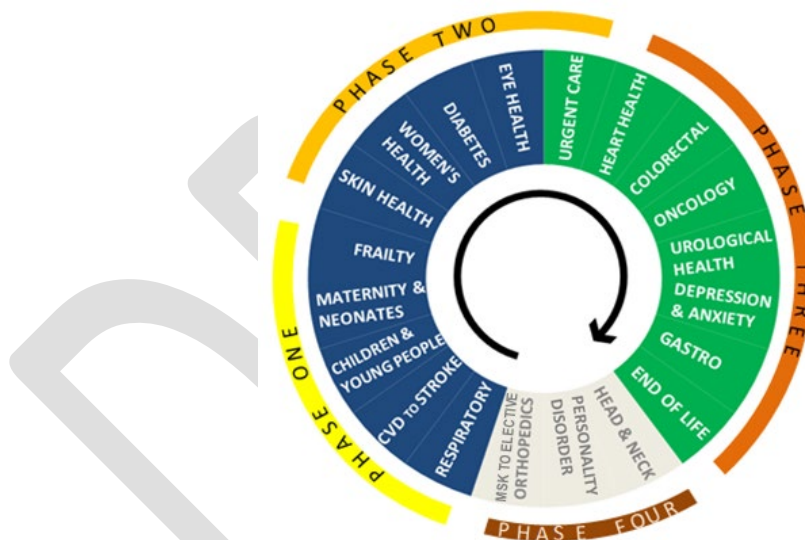 PHASE ONE
RESPIRATORY
CVD TO STROKE
CHILDREN &
YOUNG PEOPLE
MATERNITY &
NEONATES
FRAILTY
PHASE TWO
SKIN HEALTH
WOMEN'S
HEALTH
DIABETES
EYE HEALTH
URGENT CARE
PHASE THREE
HEART HEALTH
COLORECTAL
ONCOLOGY
UROLOGICAL
HEALTH
DEPRESSION
& ANXIETY
GASTRO
END OF LIFE
PHASE FOUR
HEAD & NECK
PERSONALITY
DISORDER
MSK TO ELECTIVE
ORTHOPEDICS